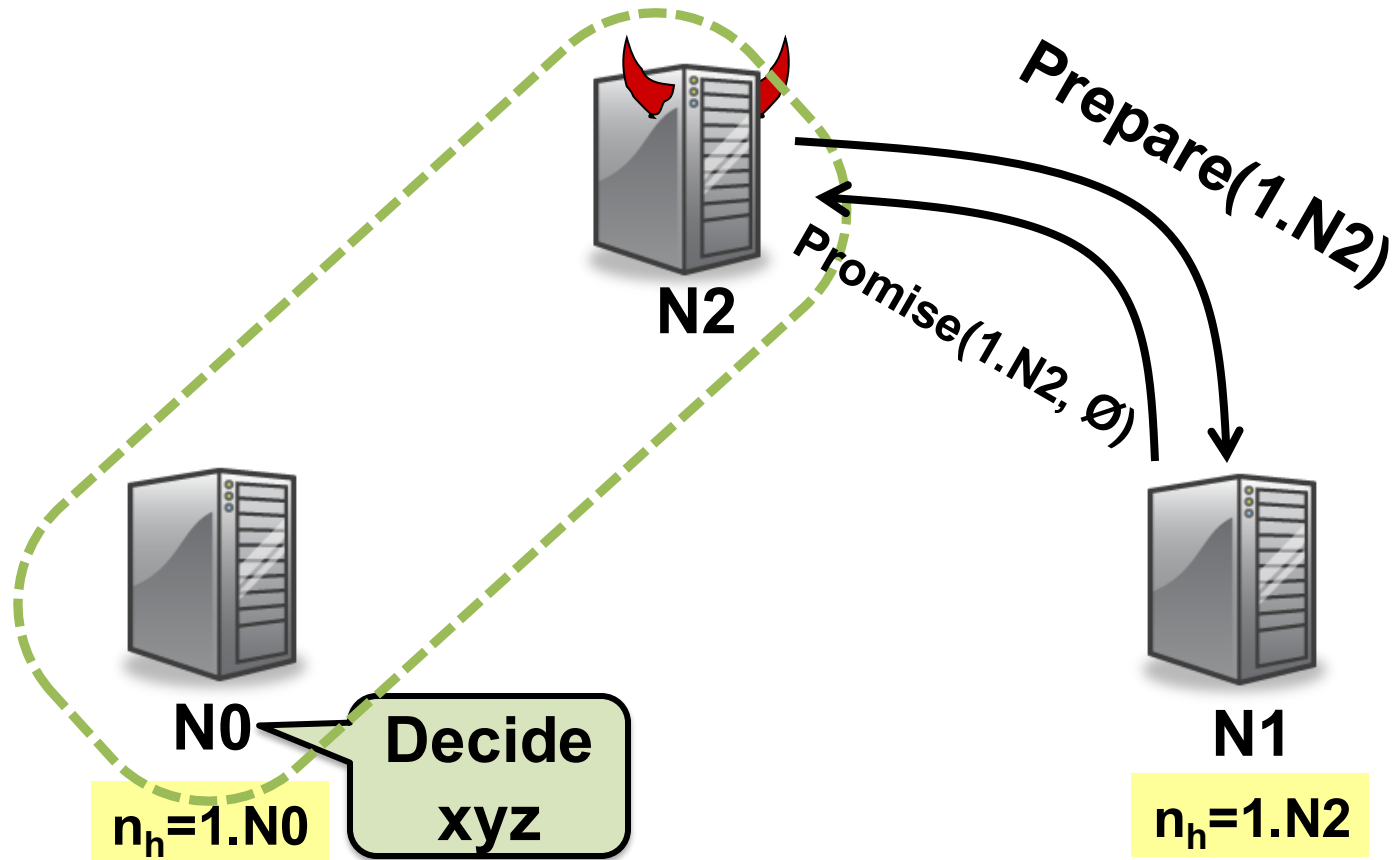 N2
Prepare(1.N2)
Promise(1.N2, Ø)
N0
Decide
xyz
nh=1.N0
N1
nh=1.N2